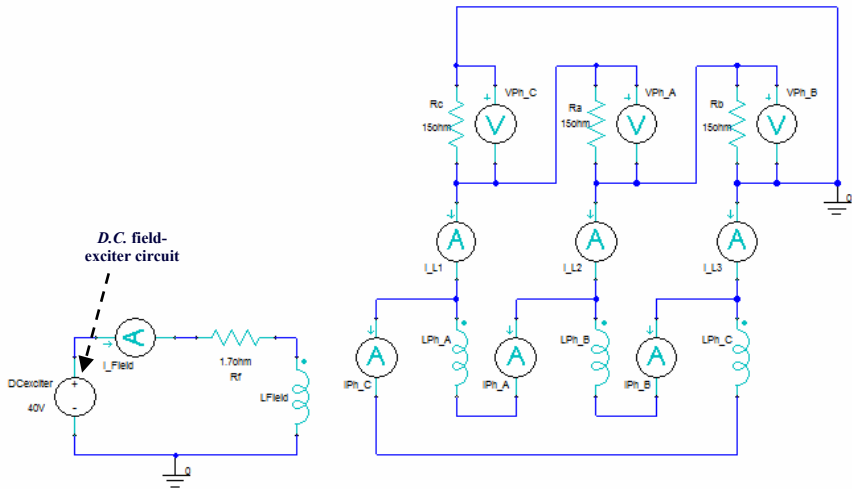 VPh_C
VPh_A
VPh_B
Rc
15ohm
V
Ra
15ohm
V
Rb
15ohm
V
0
A
I_L1
A
I_L2
A
I_L3
D.C. field-
exciter circuit
A
I_Field
1.7ohm
Rf
DCexciter
+
-
40V
LField
0
A
IPh_C
LPh_A
A
IPh_A
LPh_B
A
IPh_B
LPh_C